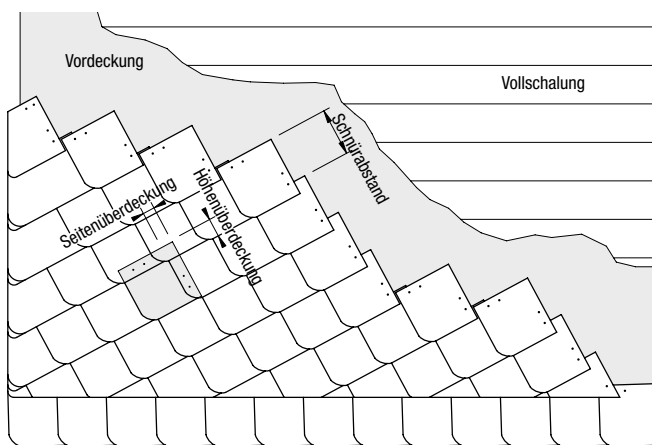 Vordeckung
Vollschalung
Schnürabstand
Seitenüberdeckung
Höhenüberdeckung